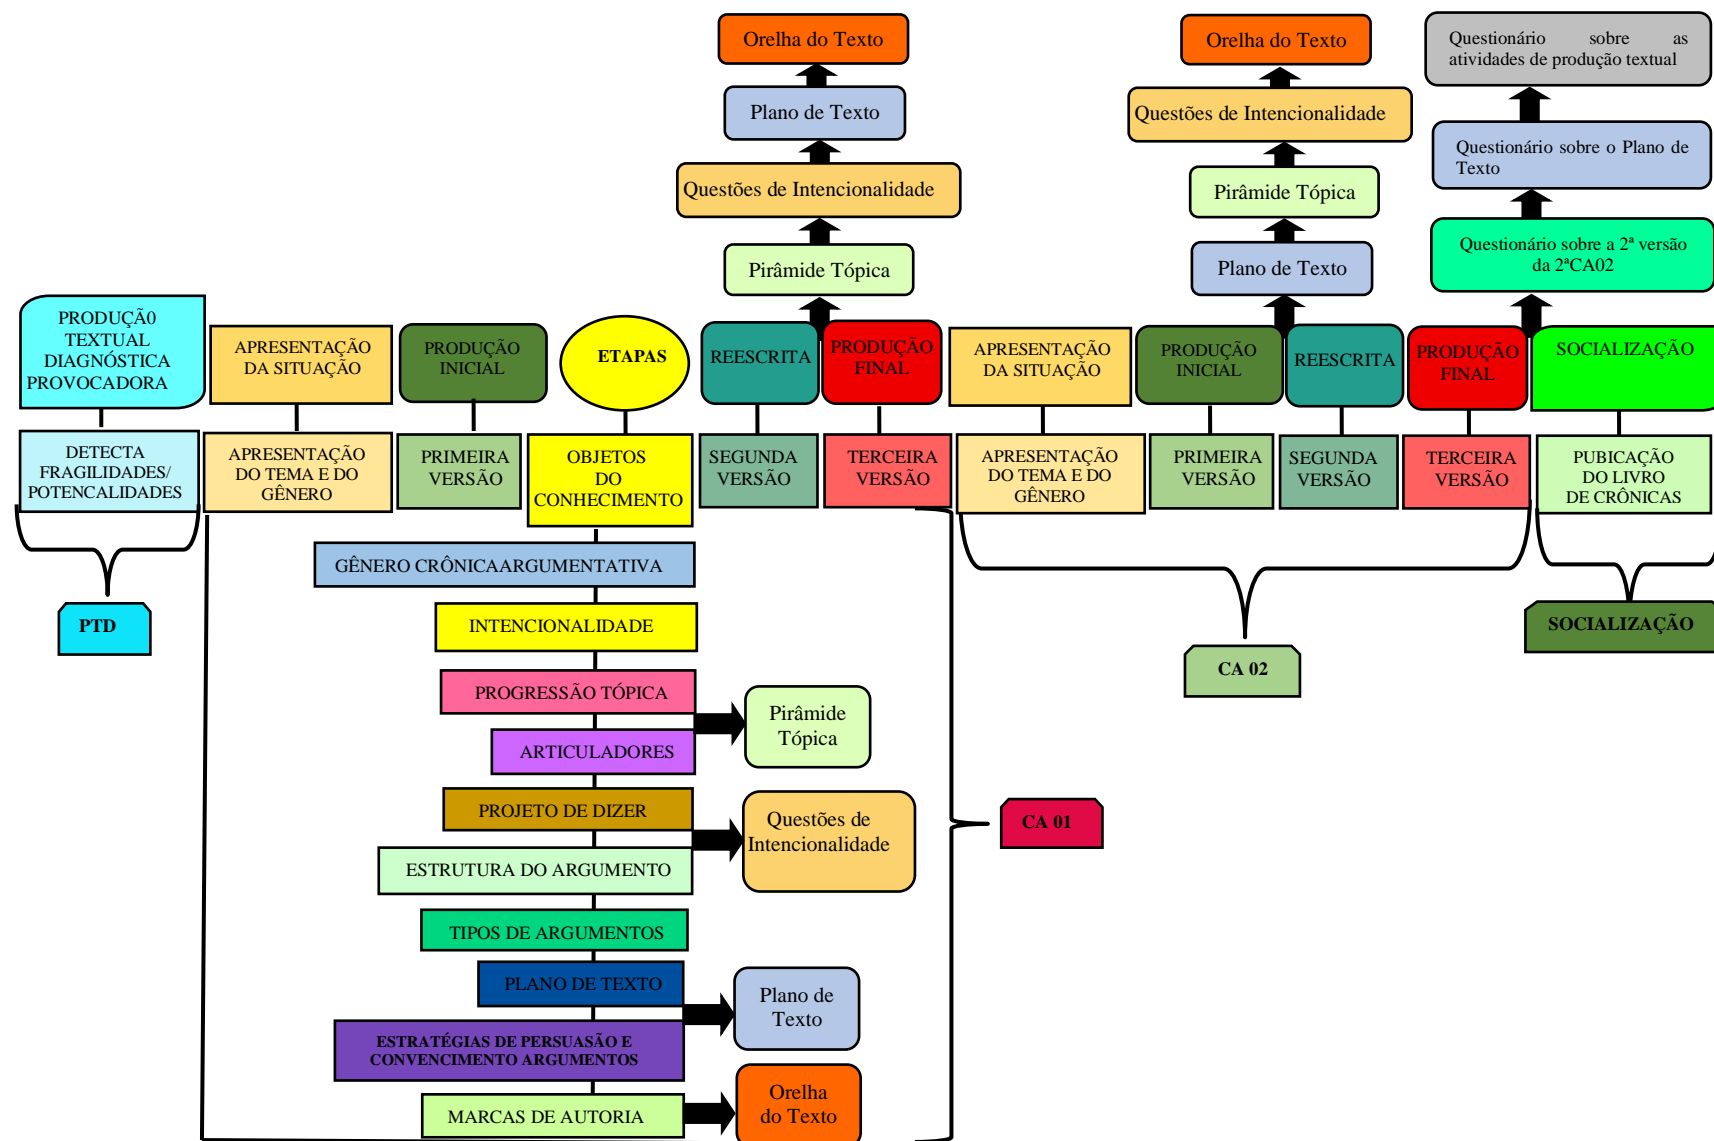 Orelha do Texto
Plano de Texto
Questões de Intencionalidade
Pirâmide Tópica
Orelha do Texto
Questões de Intencionalidade
Pirâmide Tópica
Plano de Texto
Questionário sobre as
atividades de produção textual
Questionário sobre o Plano de
Texto
Questionário sobre a 2ª versão
da 2ªCA02
PRODUÇÃ0
TEXTUAL
DIAGNÓSTICA
PROVOCADORA
APRESENTAÇÃO
DA SITUAÇÃO
PRODUÇÃO
INICIAL
ETAPAS
REESCRITA
PRODUÇÃO
FINAL
APRESENTAÇÃO
DA SITUAÇÃO
PRODUÇÃO
INICIAL
REESCRITA
PRODUÇÃO
FINAL
SOCIALIZAÇÃO
DETECTA
FRAGILIDADES/
POTENCALIDADES
APRESENTAÇÃO
DO TEMA E DO
GÊNERO
PRIMEIRA
VERSÃO
OBJETOS
DO
CONHECIMENTO
SEGUNDA
VERSÃO
TERCEIRA
VERSÃO
APRESENTAÇÃO
DO TEMA E DO
GÊNERO
PRIMEIRA
VERSÃO
SEGUNDA
VERSÃO
TERCEIRA
VERSÃO
PUBICAÇÃO
DO LIVRO
DE CRÔNICAS
PTD
GÊNERO CRÔNICAARGUMENTATIVA
INTENCIONALIDADE
PROGRESSÃO TÓPICA
ARTICULADORES
Pirâmide
Tópica
PROJETO DE DIZER
ESTRUTURA DO ARGUMENTO
Questões de
Intencionalidade
TIPOS DE ARGUMENTOS
PLANO DE TEXTO
ESTRATÉGIAS DE PERSUASÃO E
CONVENCIMENTO ARGUMENTOS
Plano de
Texto
MARCAS DE AUTORIA
Orelha
do Texto
CA 01
CA 02
SOCIALIZAÇÃO